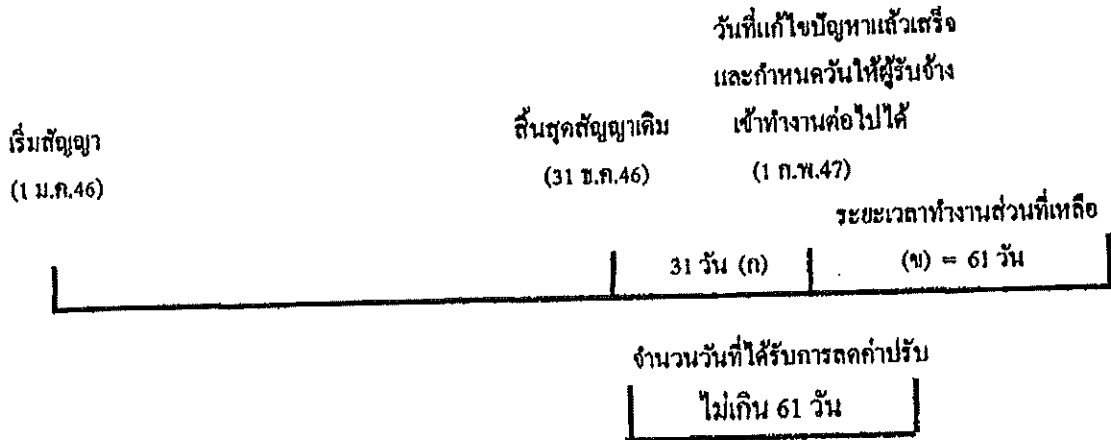 วันที่แก้ไขปัญหาแล้วเสร็จ
และกำหนดวันให้ผู้รับจ้าง
เริ่มสัญญา สิ้นสุดสัญญาเดิม เข้าทำงานต่อไปได้
(1 ม.ค.46) (31 ธ.ค.46) (1 ก.พ.47)
ระยะเวลาทำงานส่วนที่เหลือ
31 วัน (ก) (ข) = 61 วัน
จำนวนวันที่ได้รับการลดค่าปรับ
ไม่เกิน 61 วัน